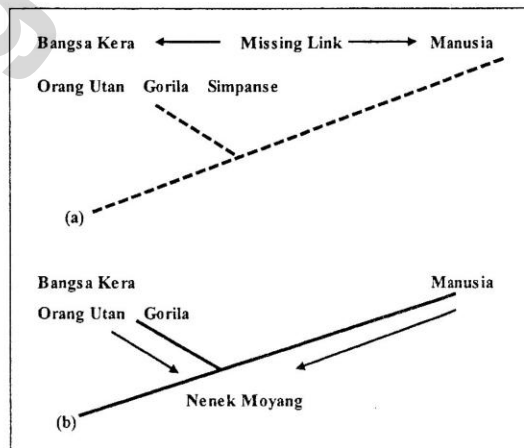 Bangsa Kera Missing Link Manusia
Orang Utan Gorila Simpanse
(a)
Bangsa Kera Manusia
Orang Utan Gorila
Nenek Moyang
(b)